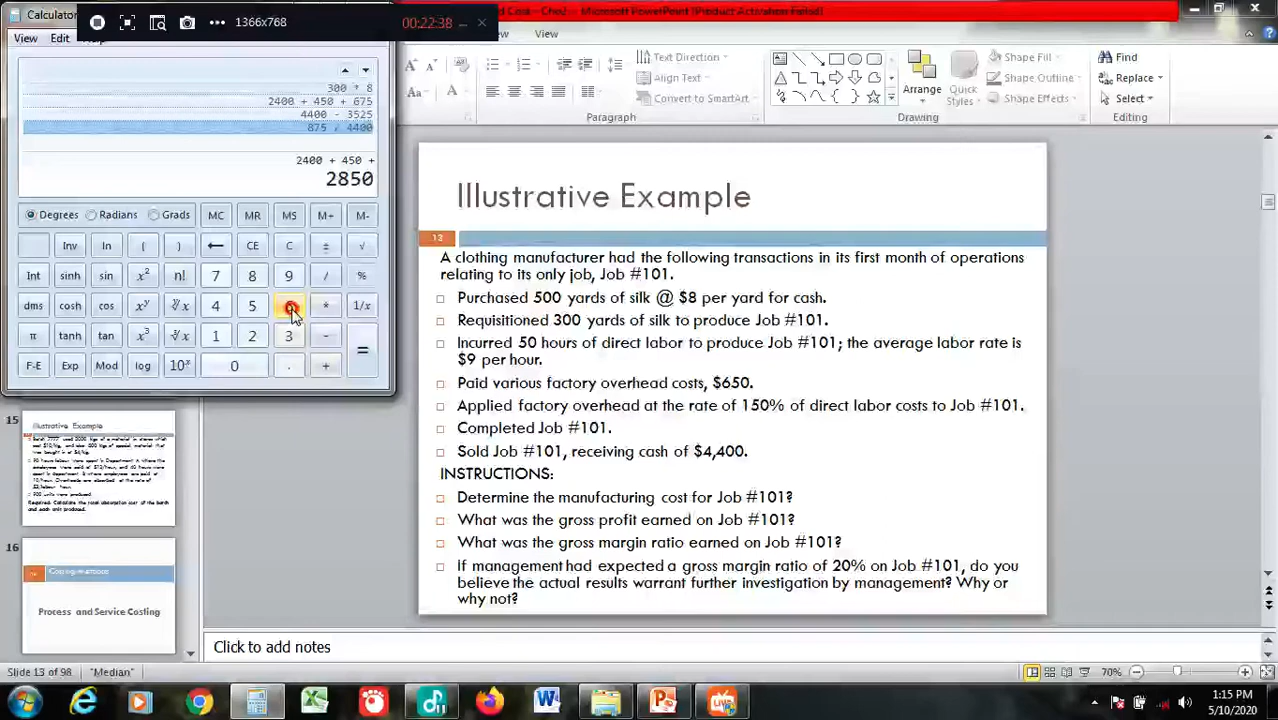 Calculator
1366x768
00:22:38
Cost - Cho2 - Microsoft PowerPoint (Product Activation Failed)
View Edit Help
View
300 * 8
2400 + 450 + 675
4400 - 3525
875 / 4400
2400 + 450 +
2850
Degrees Radians Grads MC MR MS M+ M-
Inv ln ( ) ← CE C ± √
Int sinh sin x² n! 7 8 9 / %
dms cosh cos xʸ ʸ√x 4 5 * 1/x
π tanh tan x³ ³√x 1 2 3 - =
F-E Exp Mod log 10ˣ 0 . +
Text Direction
Align Text
Convert to SmartArt
Paragraph
Arrange
Quick Styles
Shape Fill
Shape Outline
Shape Effects
Drawing
Find
Replace
Select
Editing
Illustrative Example
13
A clothing manufacturer had the following transactions in its first month of operations
relating to its only job, Job #101.
Purchased 500 yards of silk @ $8 per yard for cash.
Requisitioned 300 yards of silk to produce Job #101.
Incurred 50 hours of direct labor to produce Job #101; the average labor rate is
$9 per hour.
Paid various factory overhead costs, $650.
Applied factory overhead at the rate of 150% of direct labor costs to Job #101.
Completed Job #101.
Sold Job #101, receiving cash of $4,400.
INSTRUCTIONS:
Determine the manufacturing cost for Job #101?
What was the gross profit earned on Job #101?
What was the gross margin ratio earned on Job #101?
If management had expected a gross margin ratio of 20% on Job #101, do you
believe the actual results warrant further investigation by management? Why or
why not?
15
Illustrative Example
16
Process and Service Costing
Click to add notes
Slide 13 of 98 "Median" 70%
1:15 PM
5/10/2020